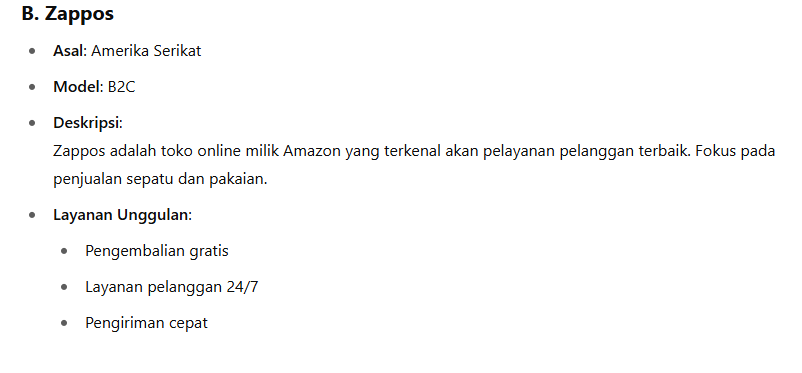 B. Zappos
Asal: Amerika Serikat
Model: B2C
Deskripsi:
Zappos adalah toko online milik Amazon yang terkenal akan pelayanan pelanggan terbaik. Fokus pada
penjualan sepatu dan pakaian.
Layanan Unggulan:
Pengembalian gratis
Layanan pelanggan 24/7
Pengiriman cepat